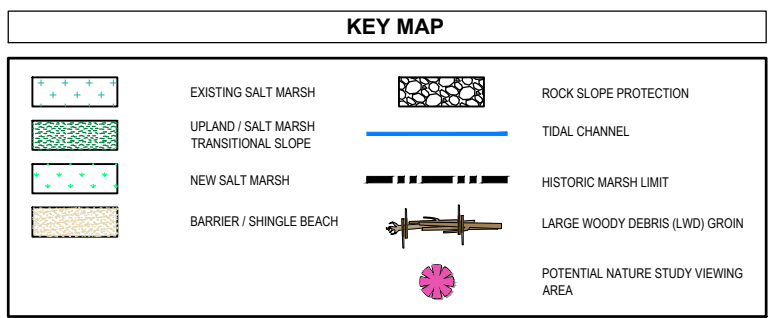 KEY MAP
EXISTING SALT MARSH
UPLAND / SALT MARSH
TRANSITIONAL SLOPE
NEW SALT MARSH
BARRIER / SHINGLE BEACH
ROCK SLOPE PROTECTION
TIDAL CHANNEL
HISTORIC MARSH LIMIT
LARGE WOODY DEBRIS (LWD) GROIN
POTENTIAL NATURE STUDY VIEWING
AREA